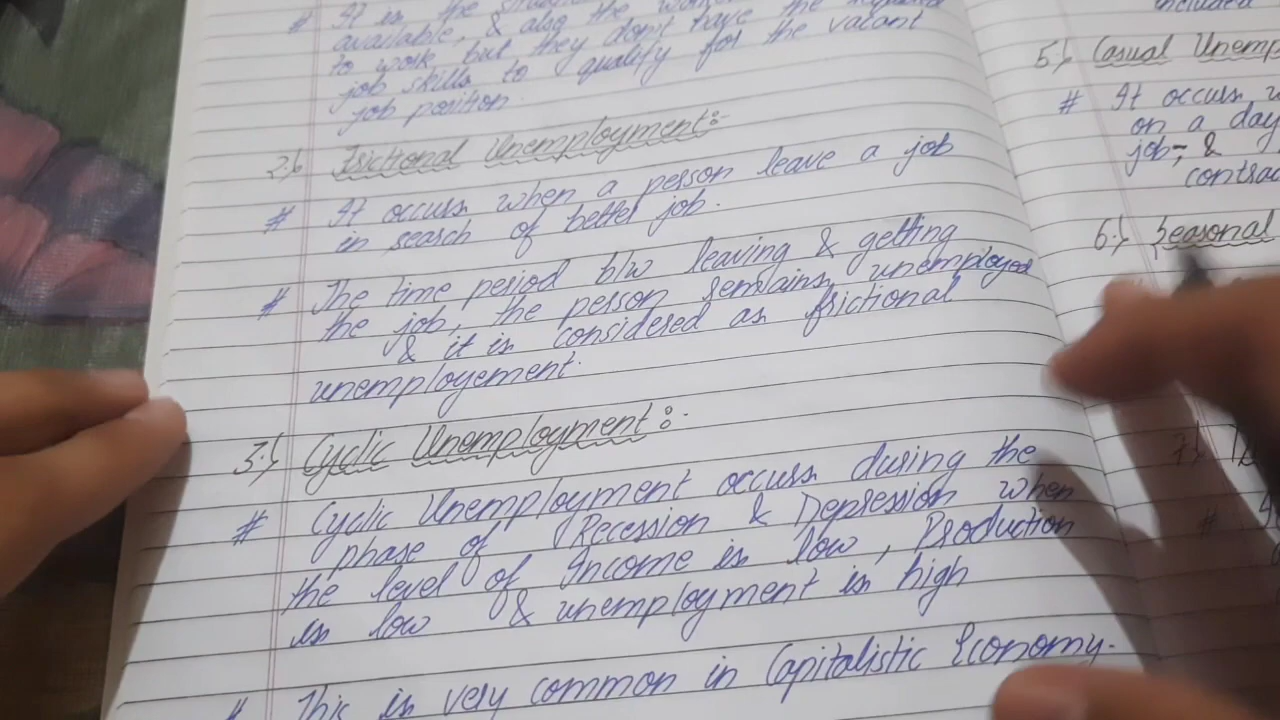 # It is the
available, & also the
to work but they don't have the
job skills to qualify for the vacant
job position.
2.} Frictional Unemployment:-
# It occurs when a person leave a job
in search of better job.
# The time period b/w leaving & getting
the job, the person remains unemployed
& it is considered as frictional
unemployement.
3.} Cyclic Unemployment:-
# Cyclic Unemployment occurs during the
phase of Recession & Depression when
the level of Income is low, Production
is low & unemployment is high
# This is very common in Capitalistic Economy.
included
5.} Casual
# It occurs
on a day
job, &
6.} Seasonal